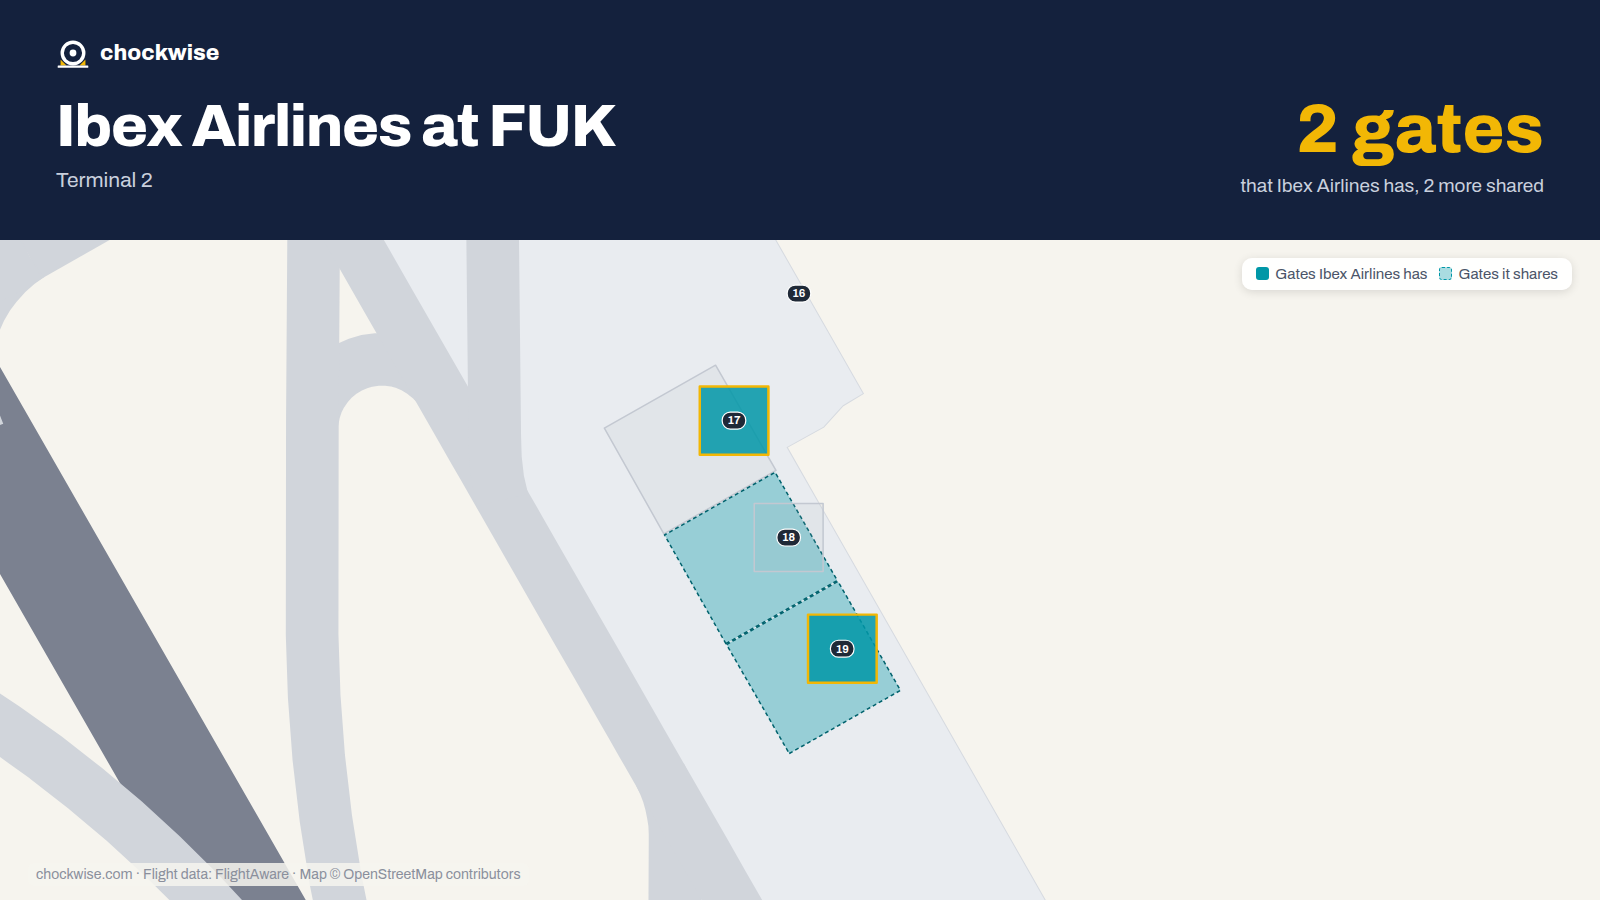 chockwise
Ibex Airlines at FUK
Terminal 2
2 gates
that Ibex Airlines has, 2 more shared
Gates Ibex Airlines has
Gates it shares
16
17
18
19
chockwise.com · Flight data: FlightAware · Map © OpenStreetMap contributors